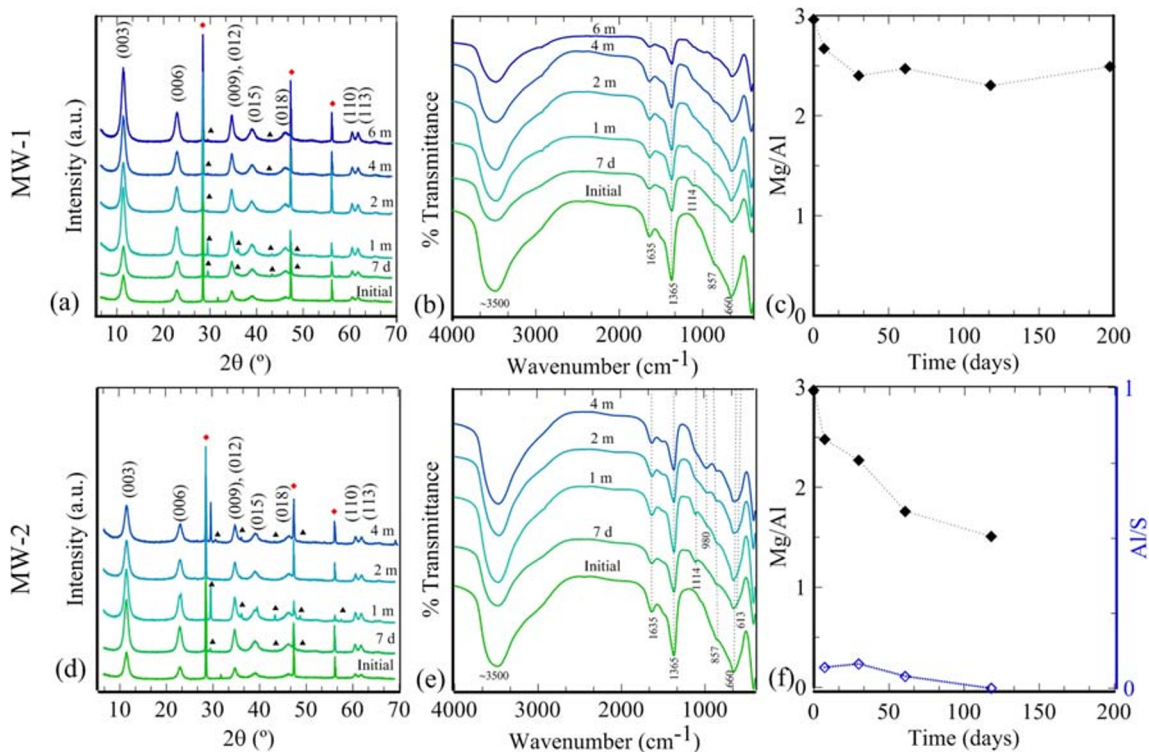 MW-1
(a)
Intensity (a.u.)
(003)
(006)
(009), (012)
(015)
(018)
(110)
(113)
6 m
4 m
2 m
1 m
7 d
Initial
10 20 30 40 50 60 70
2θ (º)
(b)
% Transmittance
6 m
4 m
2 m
1 m
7 d
Initial
~3500
1635
1365
1114
857
660
4000 3000 2000 1000
Wavenumber (cm-1)
(c)
Mg/Al
3
2
1
0
0 50 100 150 200
Time (days)
MW-2
(d)
Intensity (a.u.)
(003)
(006)
(009), (012)
(015)
(018)
(110)
(113)
4 m
2 m
1 m
7 d
Initial
10 20 30 40 50 60 70
2θ (º)
(e)
% Transmittance
4 m
2 m
1 m
7 d
Initial
~3500
1635
1365
1114
980
857
660
613
4000 3000 2000 1000
Wavenumber (cm-1)
(f)
Mg/Al
3
2
3
1
0
Al/S
1
0
0 50 100 150 200
Time (days)